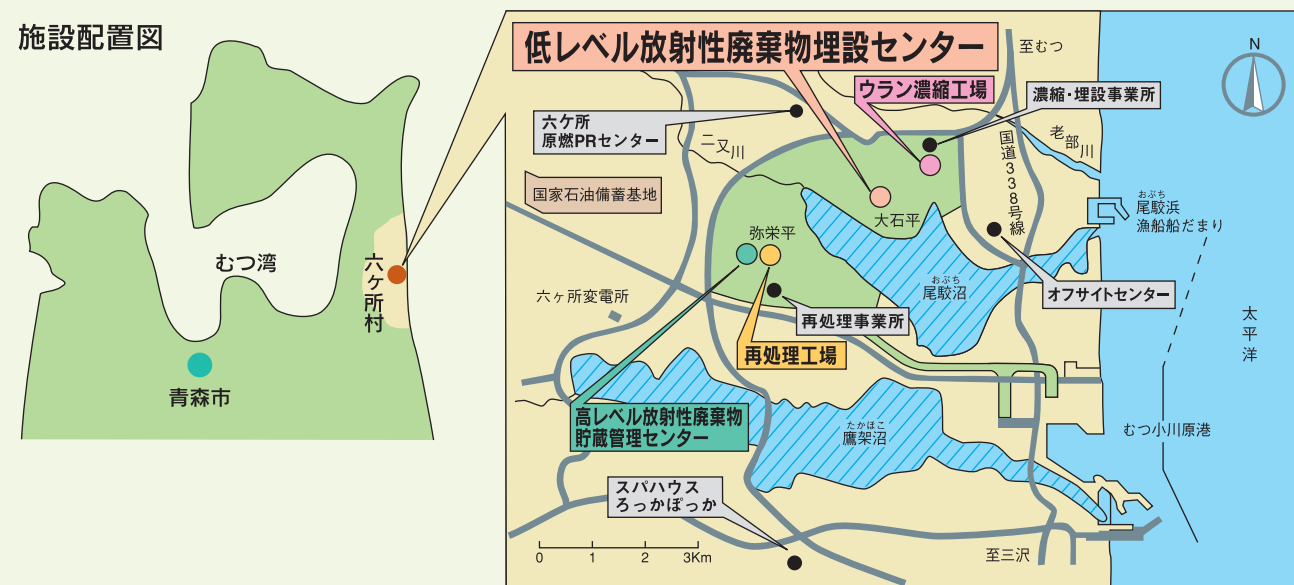 施設配置図
むつ湾
六ケ所村
青森市
低レベル放射性廃棄物埋設センター
至むつ
N
ウラン濃縮工場
濃縮・埋設事業所
六ケ所
原燃PRセンター
二又川
国道338号線
老部川
国家石油備蓄基地
おぶち
尾駮浜
漁船船だまり
大石平
弥栄平
おぶち
尾駮沼
六ヶ所変電所
オフサイトセンター
再処理事業所
太平洋
再処理工場
高レベル放射性廃棄物
貯蔵管理センター
たかほこ
鷹架沼
むつ小川原港
スパハウス
ろっかぽっか
0 1 2 3Km
至三沢